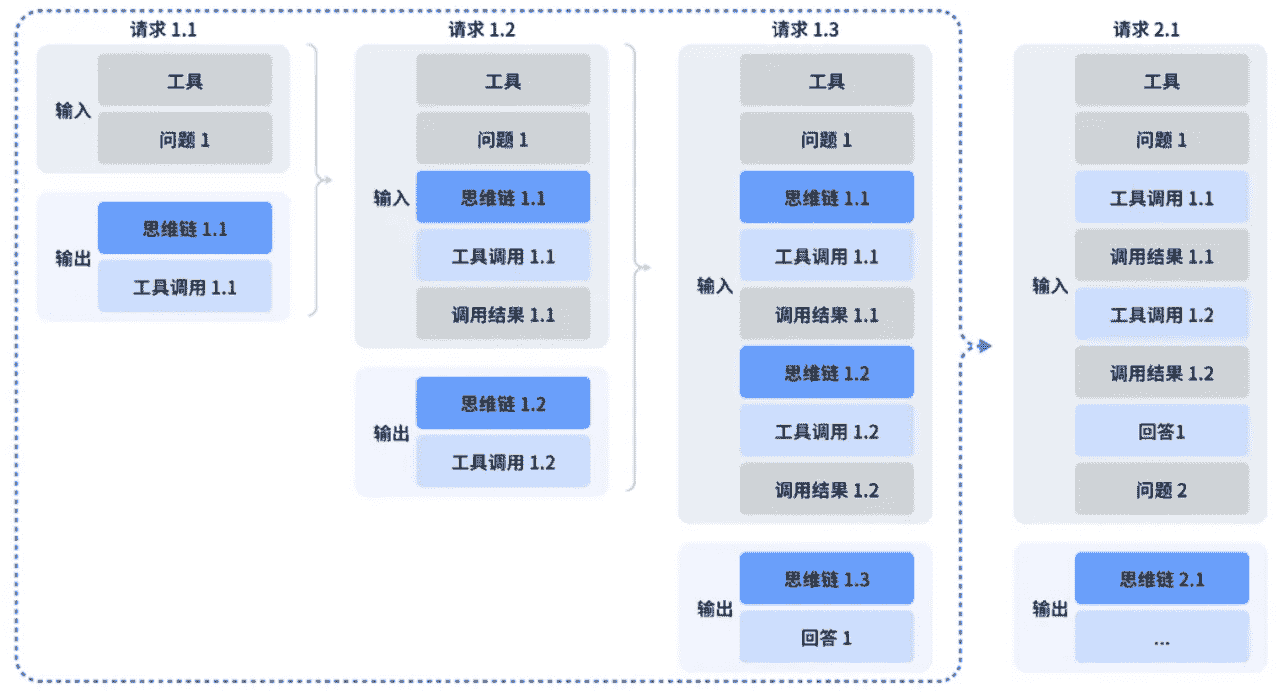 请求 1.1
输入
工具
问题 1
输出
思维链 1.1
工具调用 1.1
请求 1.2
输入
工具
问题 1
思维链 1.1
工具调用 1.1
调用结果 1.1
输出
思维链 1.2
工具调用 1.2
请求 1.3
输入
工具
问题 1
思维链 1.1
工具调用 1.1
调用结果 1.1
思维链 1.2
工具调用 1.2
调用结果 1.2
输出
思维链 1.3
回答 1
请求 2.1
输入
工具
问题 1
工具调用 1.1
调用结果 1.1
工具调用 1.2
调用结果 1.2
回答1
问题 2
输出
思维链 2.1
...